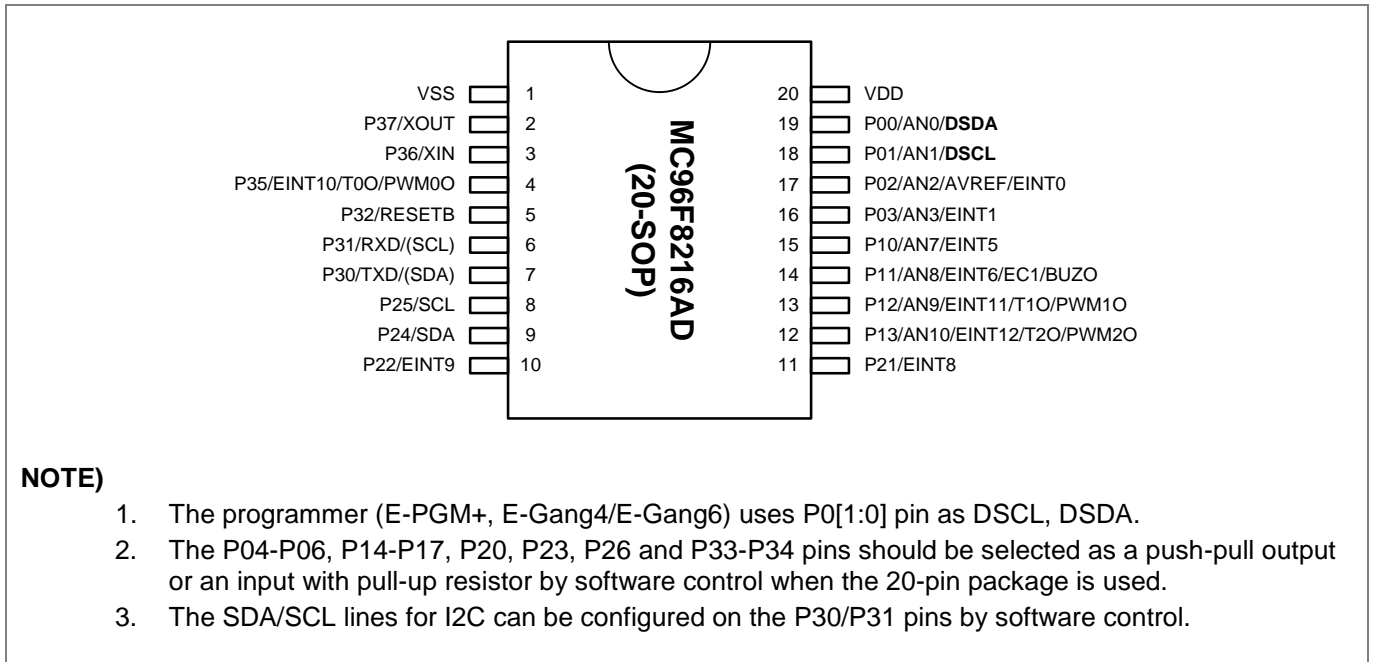 VSS 1
P37/XOUT 2
P36/XIN 3
P35/EINT10/T0O/PWM0O 4
P32/RESETB 5
P31/RXD/(SCL) 6
P30/TXD/(SDA) 7
P25/SCL 8
P24/SDA 9
P22/EINT9 10
MC96F8216AD
(20-SOP)
20 VDD
19 P00/AN0/DSDA
18 P01/AN1/DSCL
17 P02/AN2/AVREF/EINT0
16 P03/AN3/EINT1
15 P10/AN7/EINT5
14 P11/AN8/EINT6/EC1/BUZO
13 P12/AN9/EINT11/T1O/PWM1O
12 P13/AN10/EINT12/T2O/PWM2O
11 P21/EINT8
NOTE)
1. The programmer (E-PGM+, E-Gang4/E-Gang6) uses P0[1:0] pin as DSCL, DSDA.
2. The P04-P06, P14-P17, P20, P23, P26 and P33-P34 pins should be selected as a push-pull output
or an input with pull-up resistor by software control when the 20-pin package is used.
3. The SDA/SCL lines for I2C can be configured on the P30/P31 pins by software control.